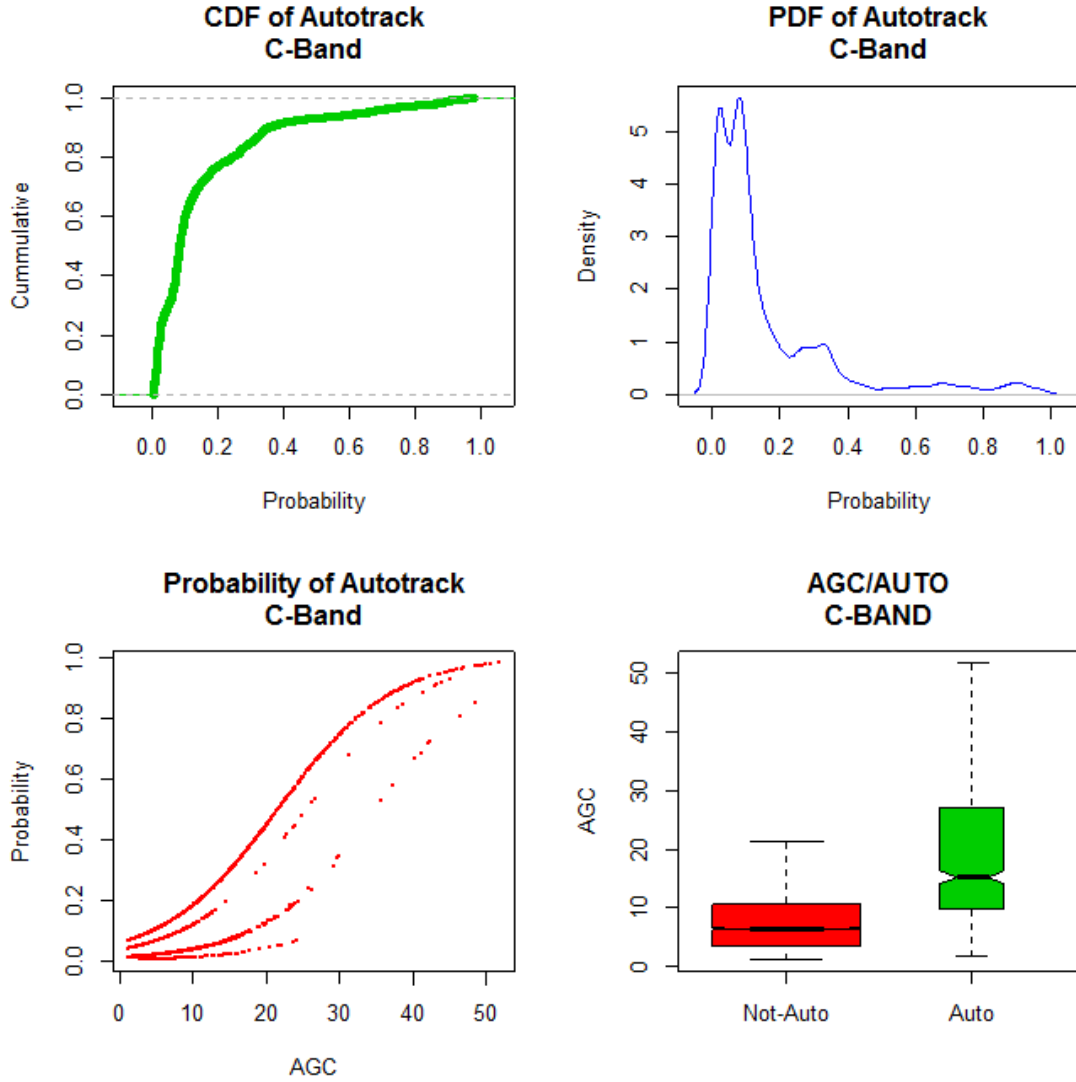 CDF of Autotrack
C-Band
Cummulative
0.0 0.2 0.4 0.6 0.8 1.0
0.0 0.2 0.4 0.6 0.8 1.0
Probability
PDF of Autotrack
C-Band
Density
0 1 2 3 4 5
0.0 0.2 0.4 0.6 0.8 1.0
Probability
Probability of Autotrack
C-Band
Probability
0.0 0.2 0.4 0.6 0.8 1.0
0 10 20 30 40 50
AGC
AGC/AUTO
C-BAND
AGC
0 10 20 30 40 50
Not-Auto Auto